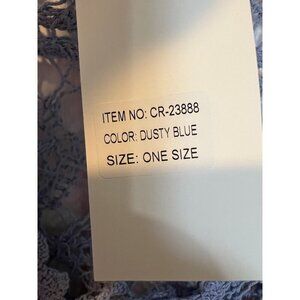 ITEM NO: CR-23888
COLOR: DUSTY BLUE
SIZE: ONE SIZE